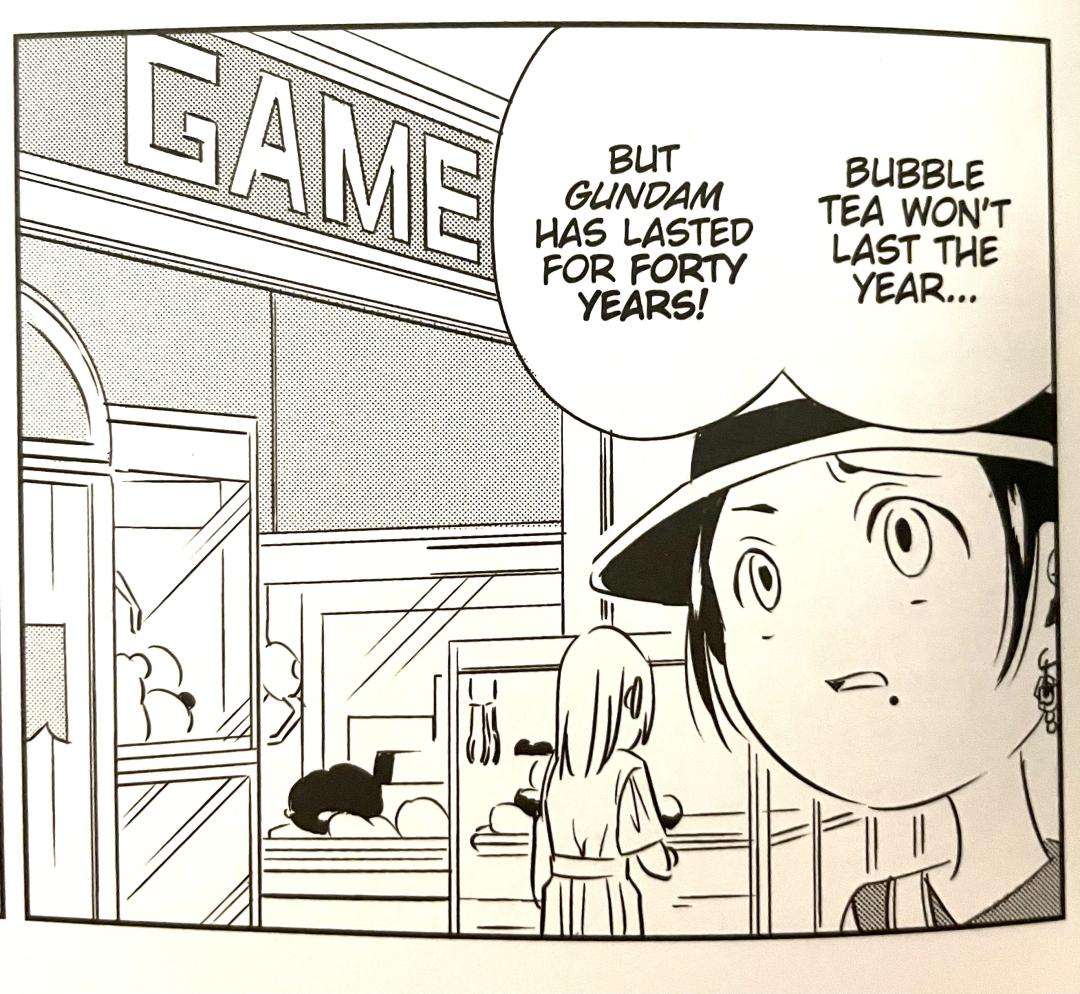 BUBBLE
TEA WON'T
LAST THE
YEAR...
BUT
GUNDAM
HAS LASTED
FOR FORTY
YEARS!
GAME